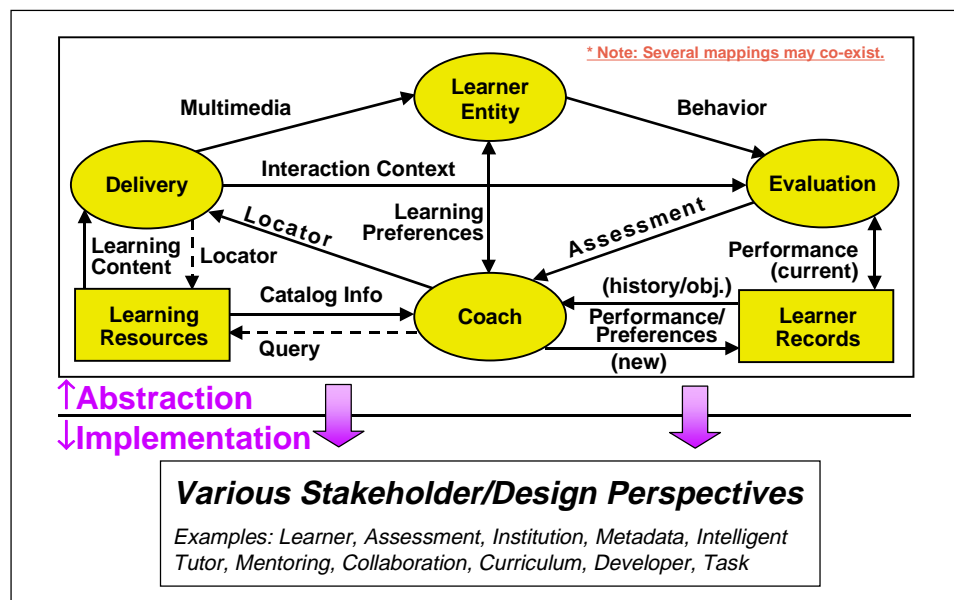 * Note: Several mappings may co-exist.
Learner
Entity
Multimedia
Behavior
Delivery
Interaction Context
Evaluation
Learning
Preferences
Locator
Assessment
Learning
Content
Locator
Performance
(current)
Learning
Resources
Catalog Info
Query
Coach
(history/obj.)
Performance/
Preferences
(new)
Learner
Records
↑Abstraction
↓Implementation
Various Stakeholder/Design Perspectives
Examples: Learner, Assessment, Institution, Metadata, Intelligent
Tutor, Mentoring, Collaboration, Curriculum, Developer, Task